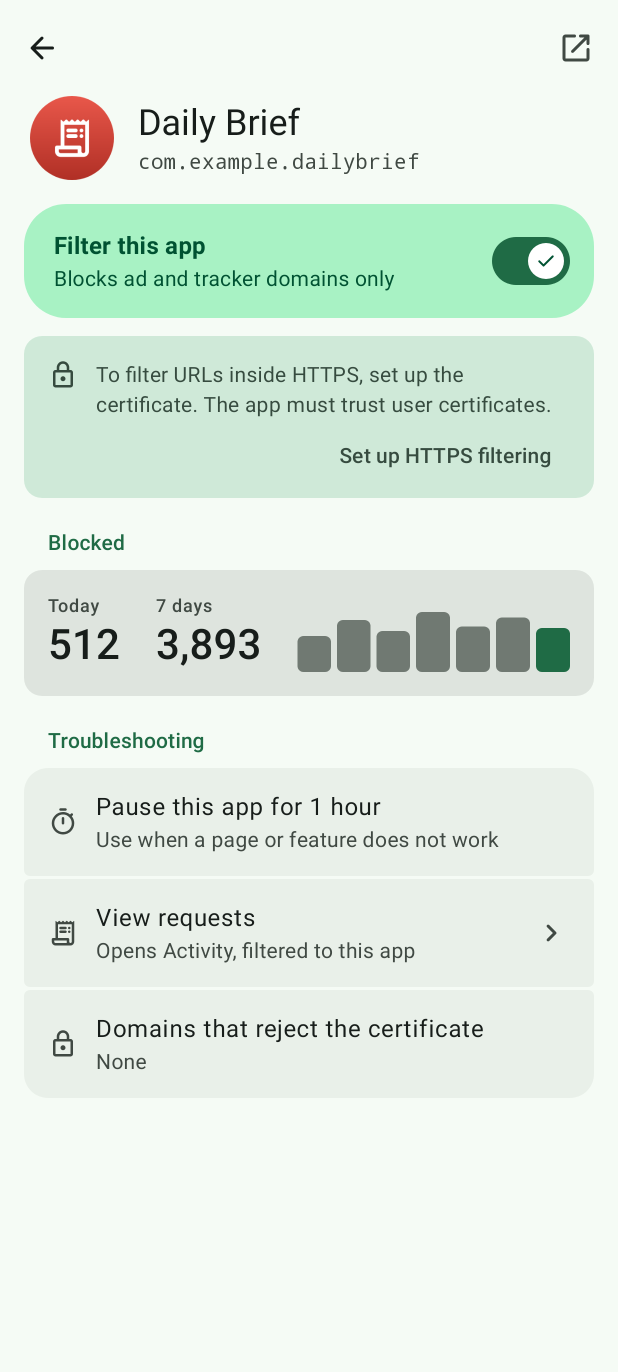 Daily Brief
com.example.dailybrief
Filter this app
Blocks ad and tracker domains only
To filter URLs inside HTTPS, set up the
certificate. The app must trust user certificates.
Set up HTTPS filtering
Blocked
Today
512
7 days
3,893
Troubleshooting
Pause this app for 1 hour
Use when a page or feature does not work
View requests
Opens Activity, filtered to this app
Domains that reject the certificate
None